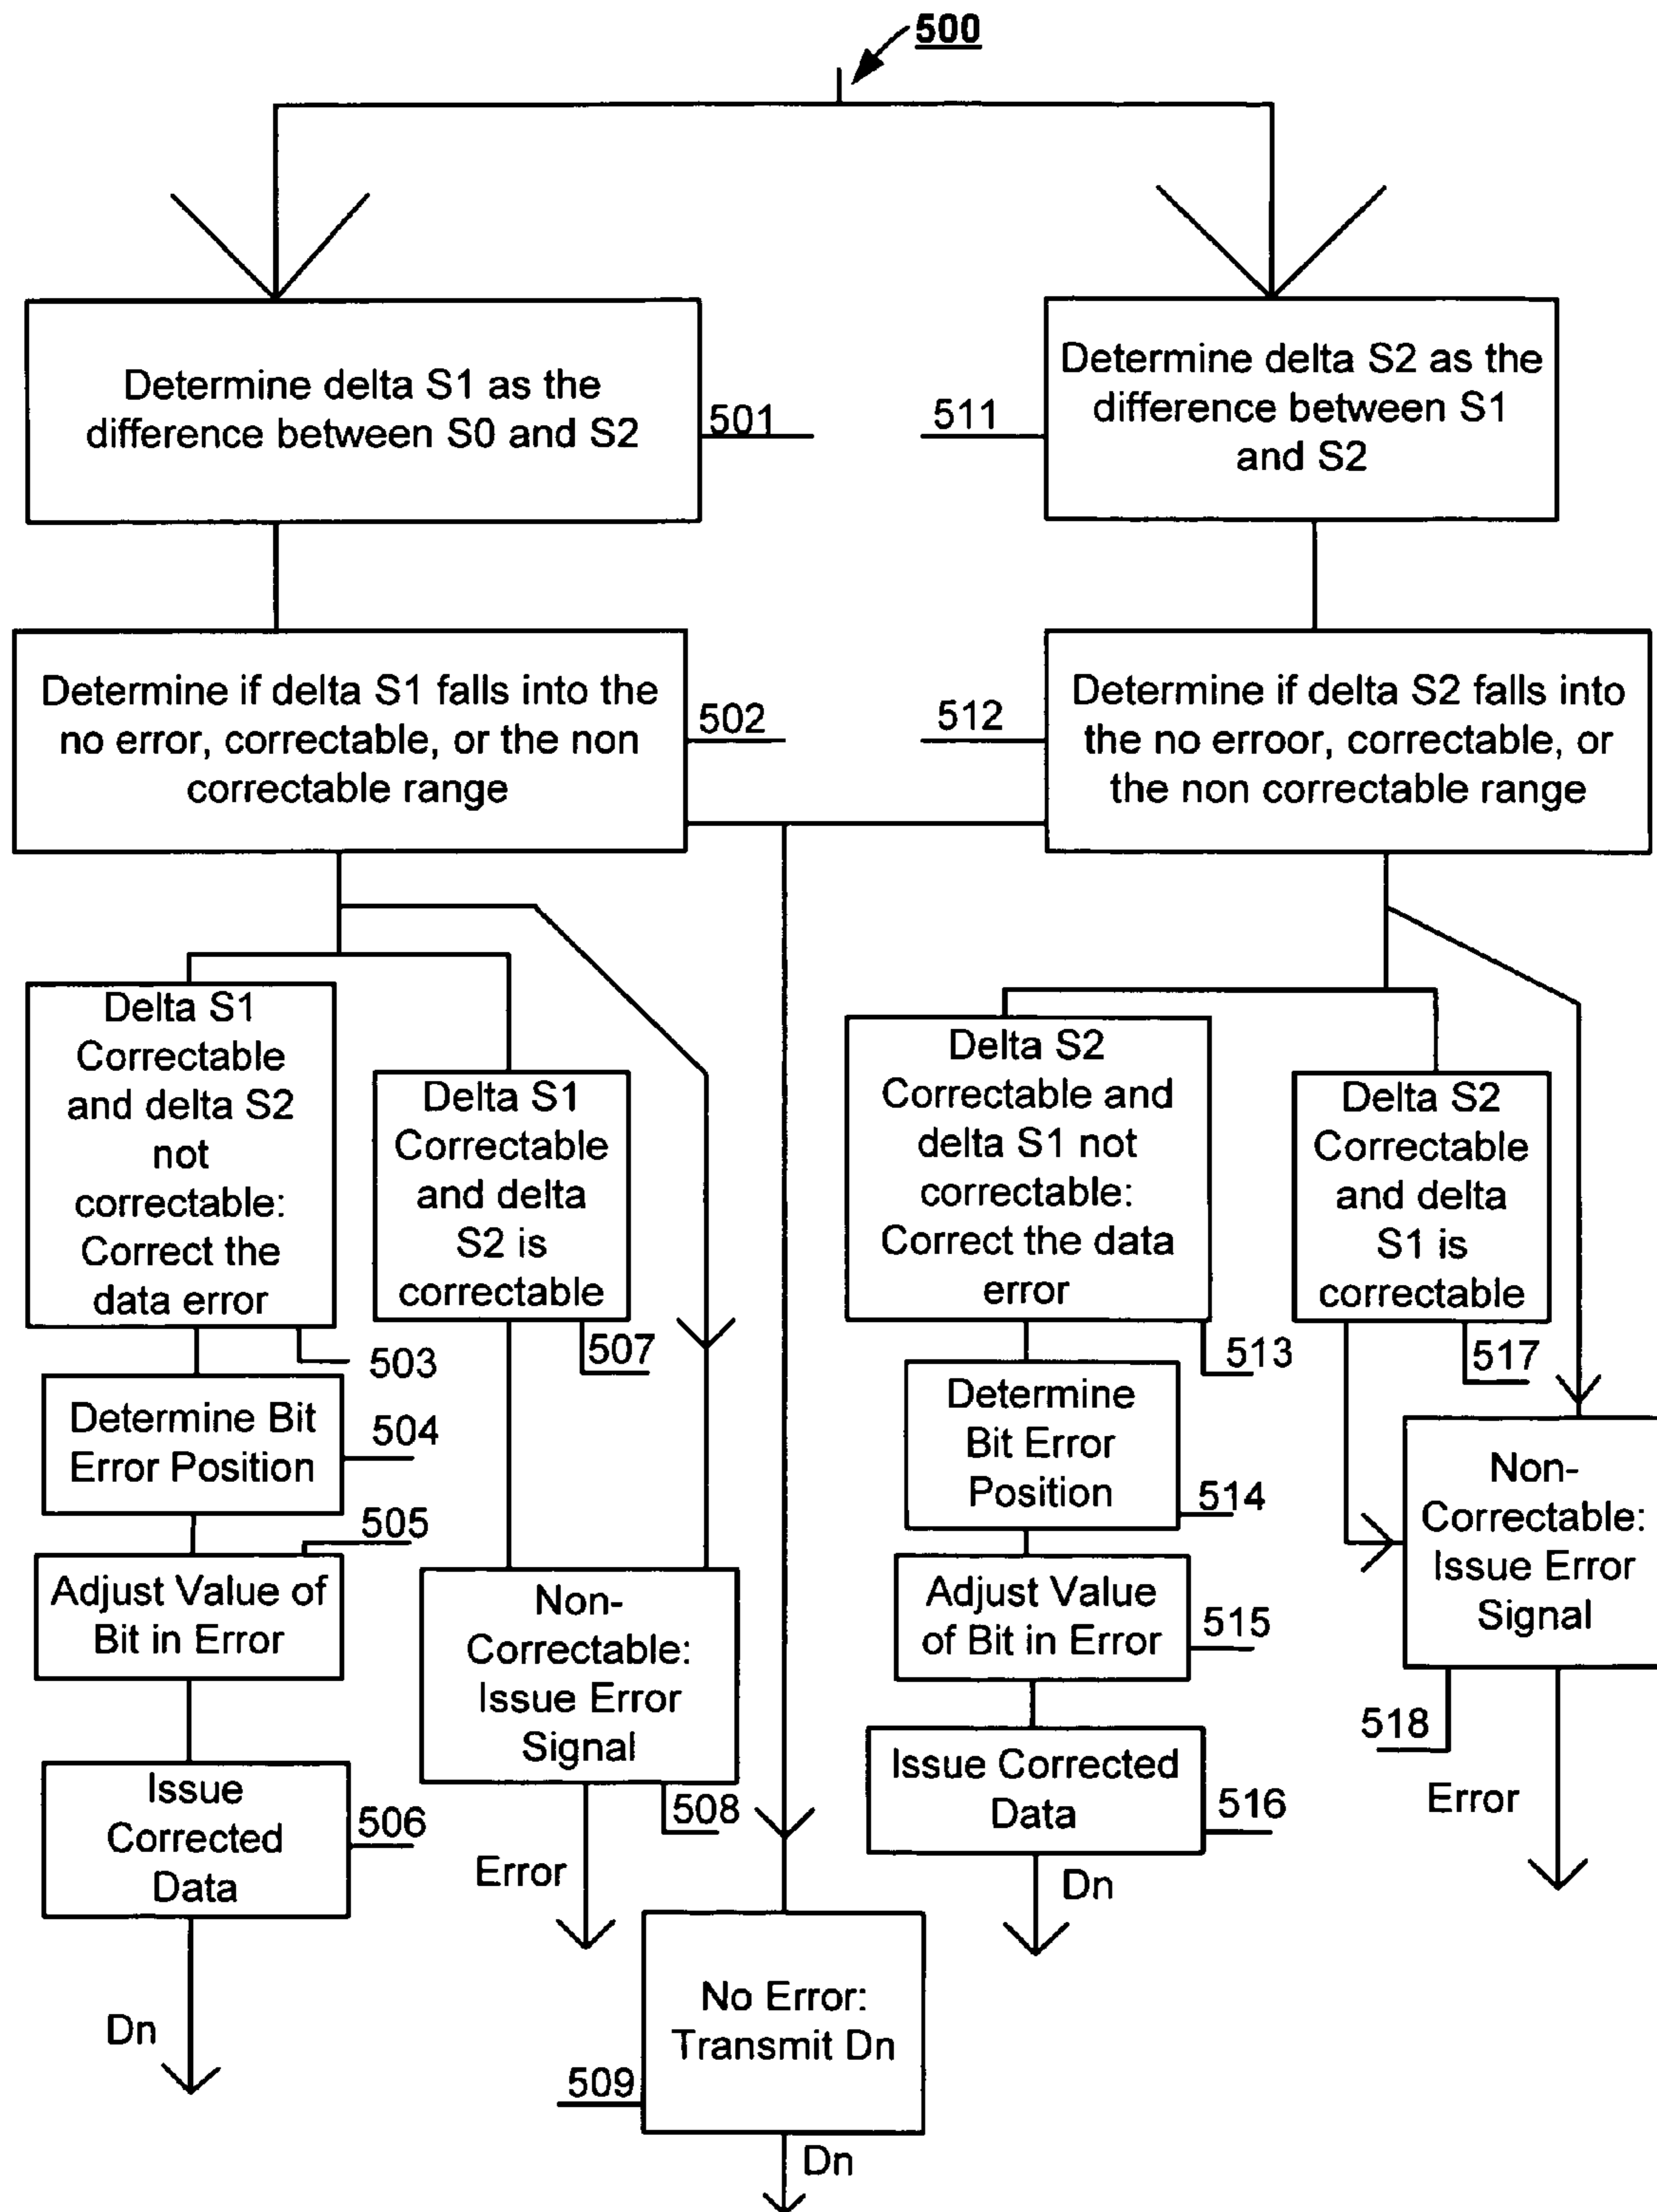 500
Determine delta S1 as the
difference between S0 and S2
501
511
Determine delta S2 as the
difference between S1
and S2
Determine if delta S1 falls into the
no error, correctable, or the non
correctable range
502
512
Determine if delta S2 falls into
the no erroor, correctable, or
the non correctable range
Delta S1
Correctable
and delta S2
not
correctable:
Correct the
data error
503
Delta S1
Correctable
and delta
S2 is
correctable
507
Delta S2
Correctable and
delta S1 not
correctable:
Correct the data
error
513
Delta S2
Correctable
and delta
S1 is
correctable
517
Determine Bit
Error Position
504
Determine
Bit Error
Position
514
505
Adjust Value of
Bit in Error
Non-
Correctable:
Issue Error
Signal
508
Adjust Value
of Bit in Error
515
Non-
Correctable:
Issue Error
Signal
518
Issue
Corrected
Data
506
Issue Corrected
Data
516
Error
Error
Dn
Dn
No Error:
Transmit Dn
509
Dn